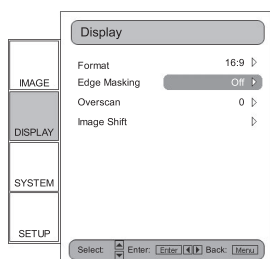 Display
Format 16:9
IMAGE Edge Masking Off
Overscan 0
DISPLAY
Image Shift
SYSTEM
SETUP
Select: Enter: Enter Back: Menu